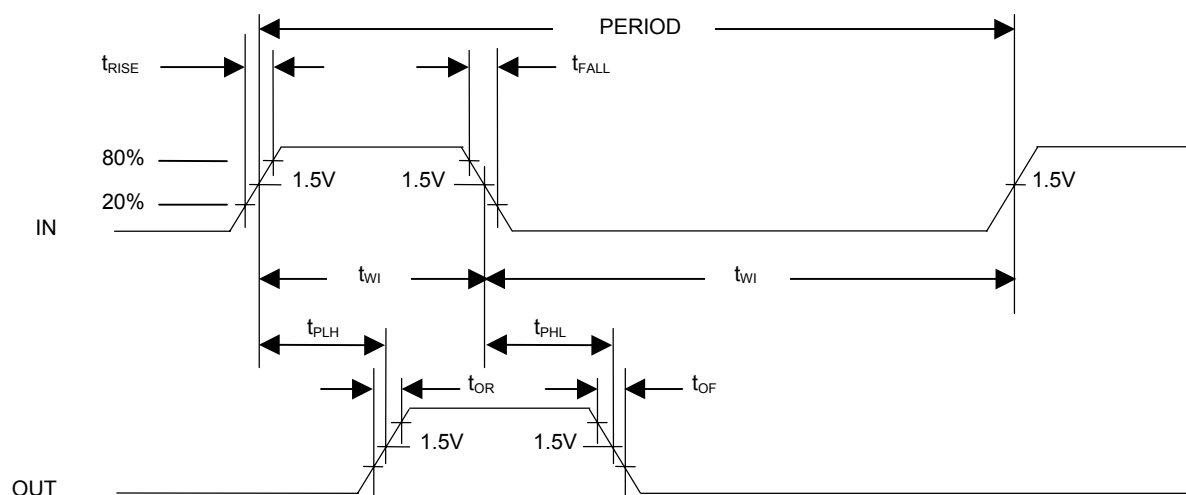 PERIOD
tRISE
tFALL
80%
1.5V 1.5V 1.5V
20%
IN
tWI tWI
tPLH tPHL
tOR tOF
1.5V 1.5V
OUT